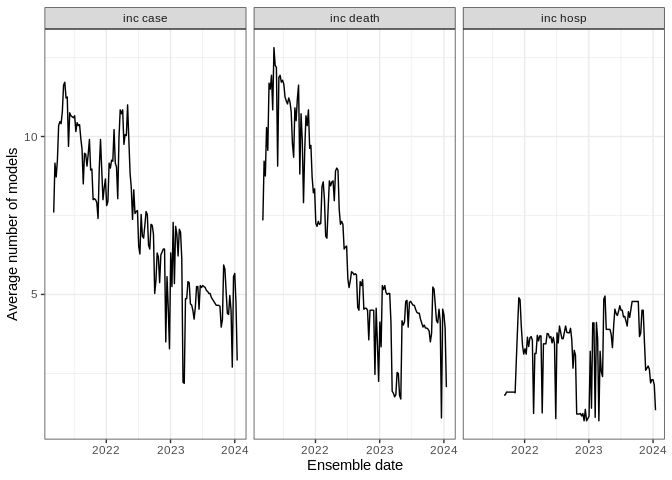 inc case inc death inc hosp
Average number of models
10
5
2022 2023 2024 2022 2023 2024 2022 2023 2024
Ensemble date